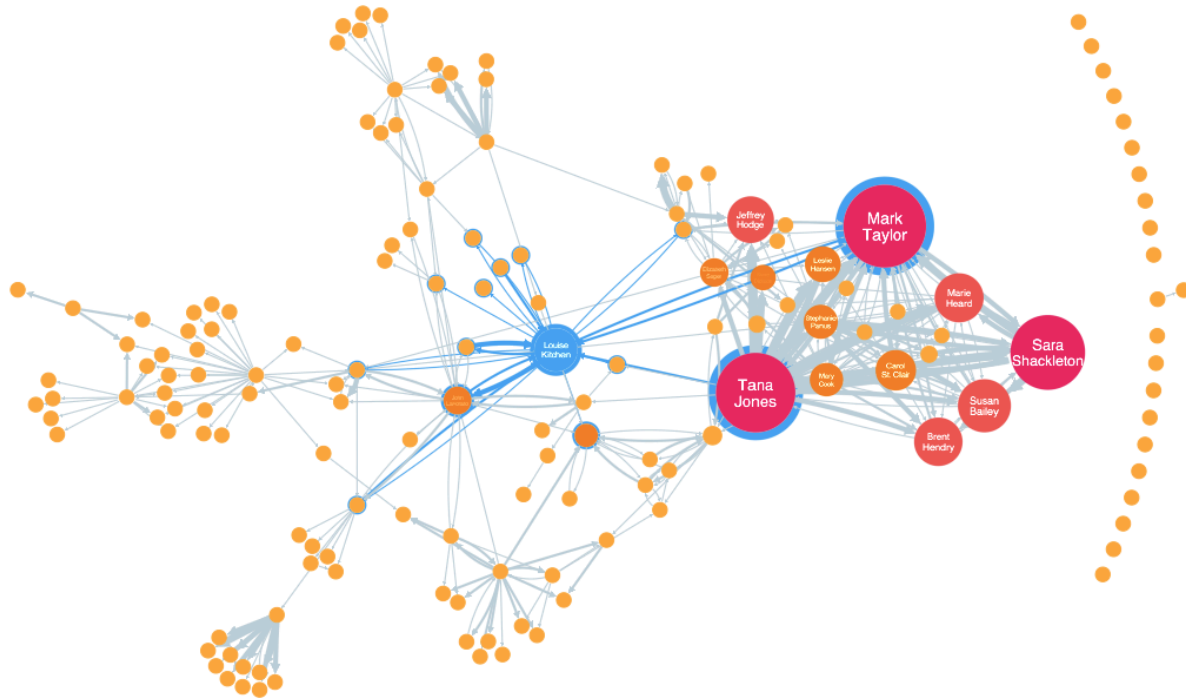 Mark
Taylor
Jeffrey
Hodge
Leslie
Hansen
Marie
Heard
Stephanie
Panus
Louise
Kitchen
Sara
Shackleton
Carol
St. Clair
Mary
Cook
Tana
Jones
Susan
Bailey
Brent
Hendry